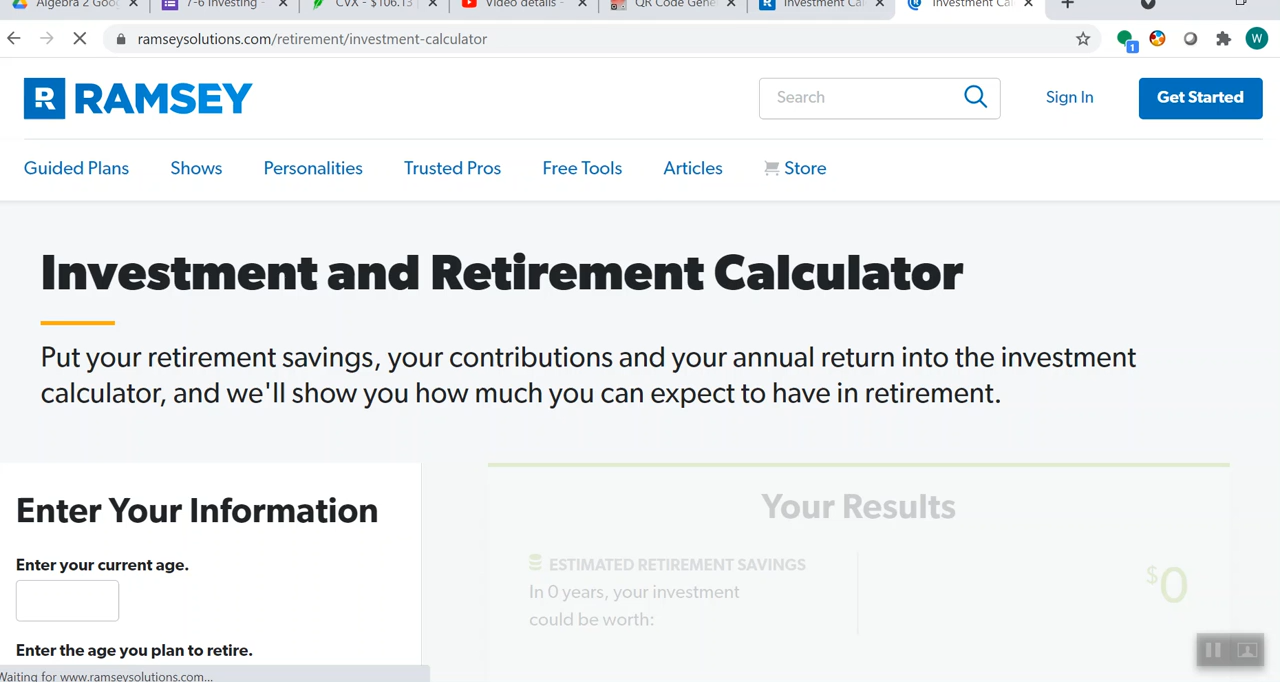 Algebra 2 Goo
7-6 Investing -
CVX - $106.13
Video details -
QR Code Gene
Investment Cal
Investment Cal
ramseysolutions.com/retirement/investment-calculator
1
W
R RAMSEY
Search
Sign In
Get Started
Guided Plans
Shows
Personalities
Trusted Pros
Free Tools
Articles
Store
Investment and Retirement Calculator
Put your retirement savings, your contributions and your annual return into the investment
calculator, and we'll show you how much you can expect to have in retirement.
Enter Your Information
Enter your current age.
Enter the age you plan to retire.
Your Results
ESTIMATED RETIREMENT SAVINGS
In 0 years, your investment
could be worth:
$0
Waiting for www.ramseysolutions.com...